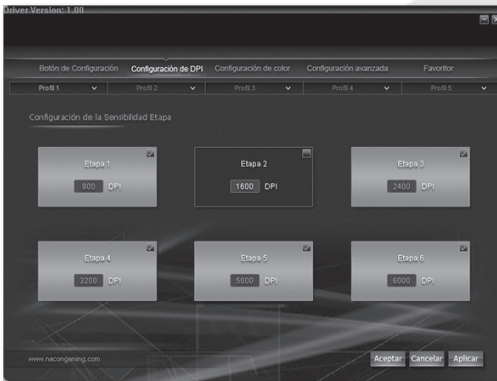 Driver Version: 1.00
Botón de Configuración Configuración de DPI Configuración de color Configuración avanzada Favoritor
Profil 1 Profil 2 Profil 3 Profil 4 Profil 5
Configuración de la Sensibilidad Etapa
Etapa 1 Etapa 2 Etapa 3
800 DPI 1600 DPI 2400 DPI
Etapa 4 Etapa 5 Etapa 6
3200 DPI 5000 DPI 6000 DPI
www.nacongaming.com Aceptar Cancelar Aplicar